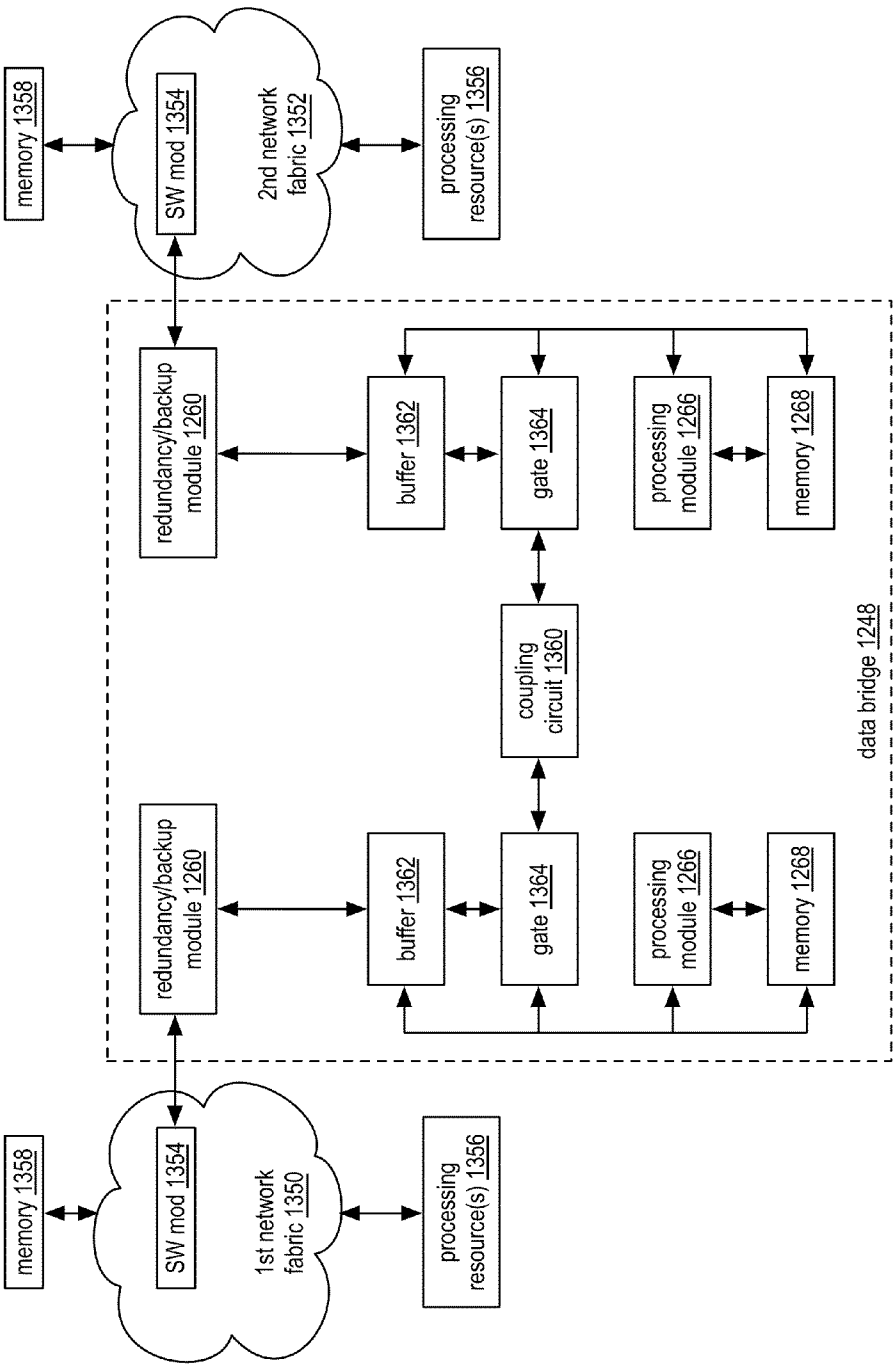 memory 1358
SW mod 1354
1st network
fabric 1350
processing
resource(s) 1356
redundancy/backup
module 1260
buffer 1362
gate 1364
processing
module 1266
memory 1268
coupling
circuit 1360
redundancy/backup
module 1260
buffer 1362
gate 1364
processing
module 1266
memory 1268
data bridge 1248
memory 1358
SW mod 1354
2nd network
fabric 1352
processing
resource(s) 1356